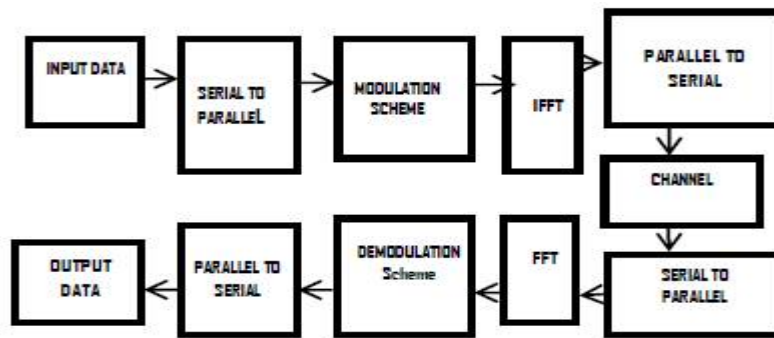 INPUT DATA
SERIAL TO
PARALLEL
MODULATION
SCHEME
IFFT
PARALLEL TO
SERIAL
CHANNEL
SERIAL TO
PARALLEL
FFT
DEMODULATION
Scheme
PARALLEL TO
SERIAL
OUTPUT
DATA